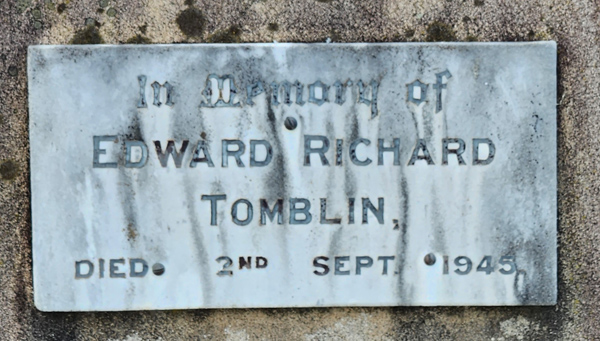 In Memory of
EDWARD RICHARD
TOMBLIN,
DIED 2ND SEPT. 1945.